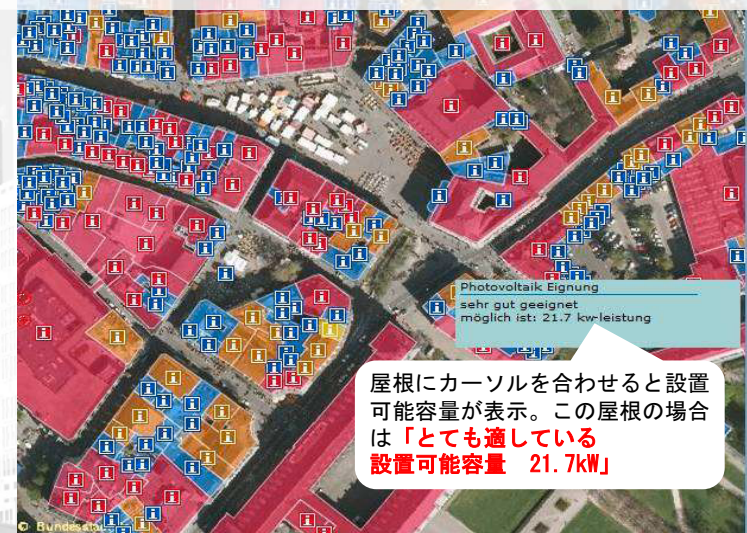 Photovoltaik Eignung
sehr gut geeignet
möglich ist: 21.7 kw-leistung
屋根にカーソルを合わせると設置
可能容量が表示。この屋根の場合
は「とても適している
設置可能容量　21.7kW」